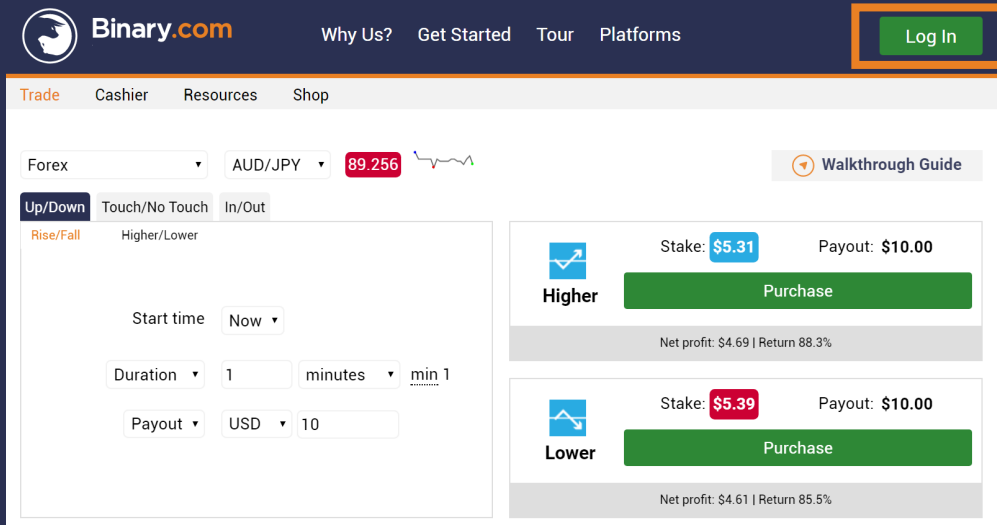 Binary.com
Why Us? Get Started Tour Platforms Log In
Trade Cashier Resources Shop
Forex AUD/JPY 89.256 Walkthrough Guide
Up/Down Touch/No Touch In/Out
Rise/Fall Higher/Lower
Start time Now
Duration 1 minutes min 1
Payout USD 10
Higher
Stake: $5.31 Payout: $10.00
Purchase
Net profit: $4.69 | Return 88.3%
Lower
Stake: $5.39 Payout: $10.00
Purchase
Net profit: $4.61 | Return 85.5%